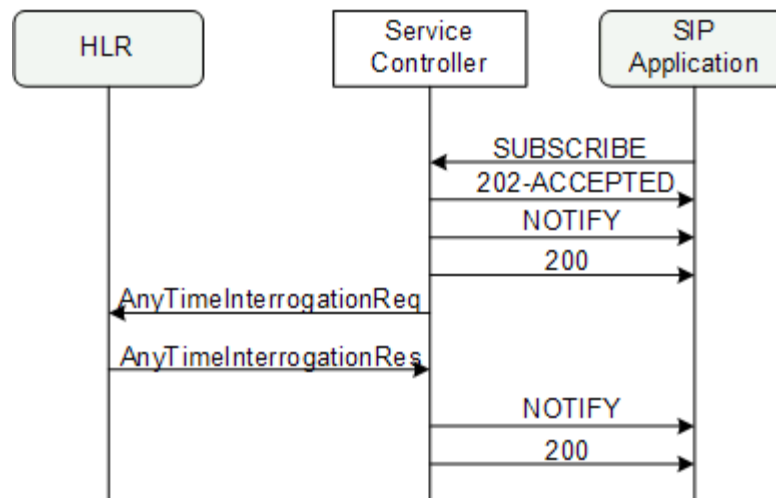 HLR
Service
Controller
SIP
Application
SUBSCRIBE
202-ACCEPTED
NOTIFY
200
AnyTimeInterrogationReq
AnyTimeInterrogationRes
NOTIFY
200